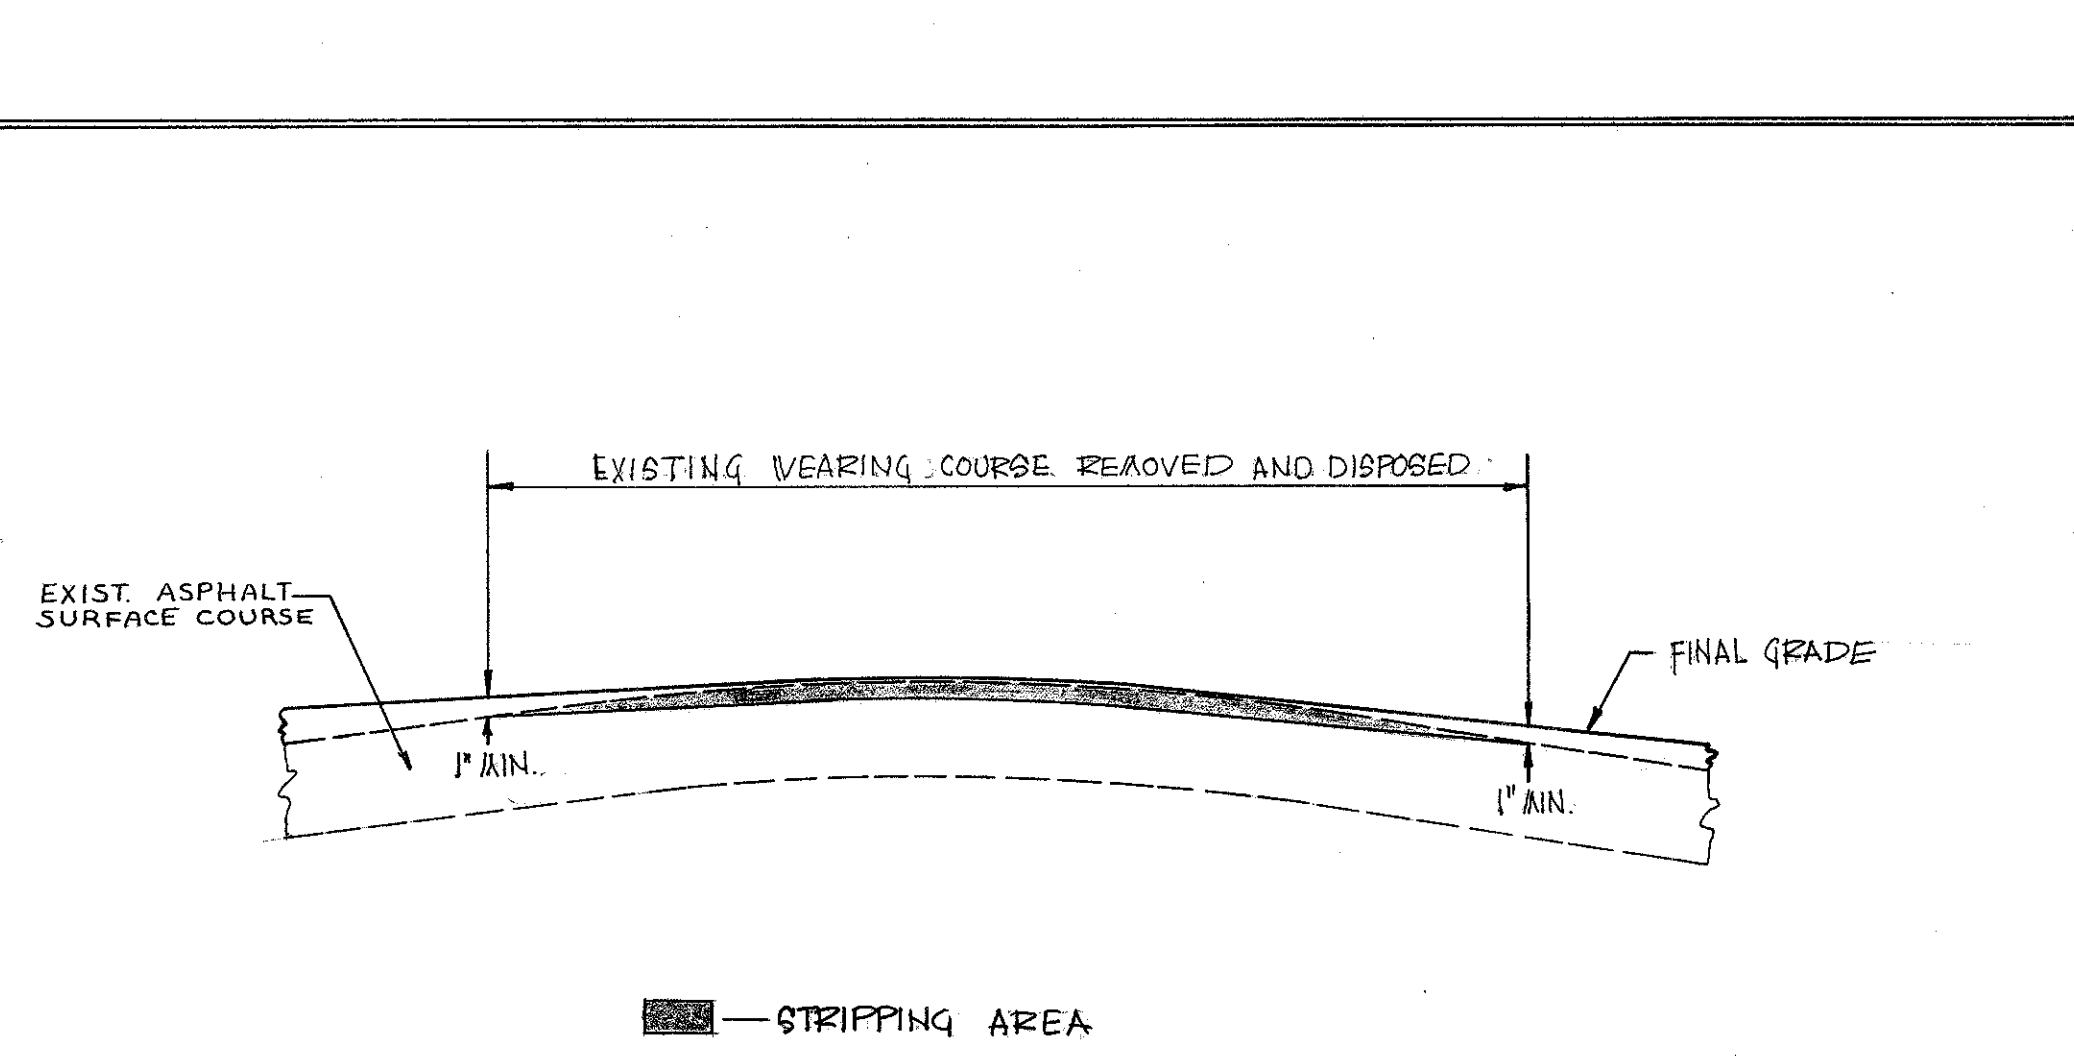 EXISTING WEARING COURSE REMOVED AND DISPOSED
EXIST. ASPHALT
SURFACE COURSE
FINAL GRADE
1" MIN.
1" MIN.
STRIPPING AREA